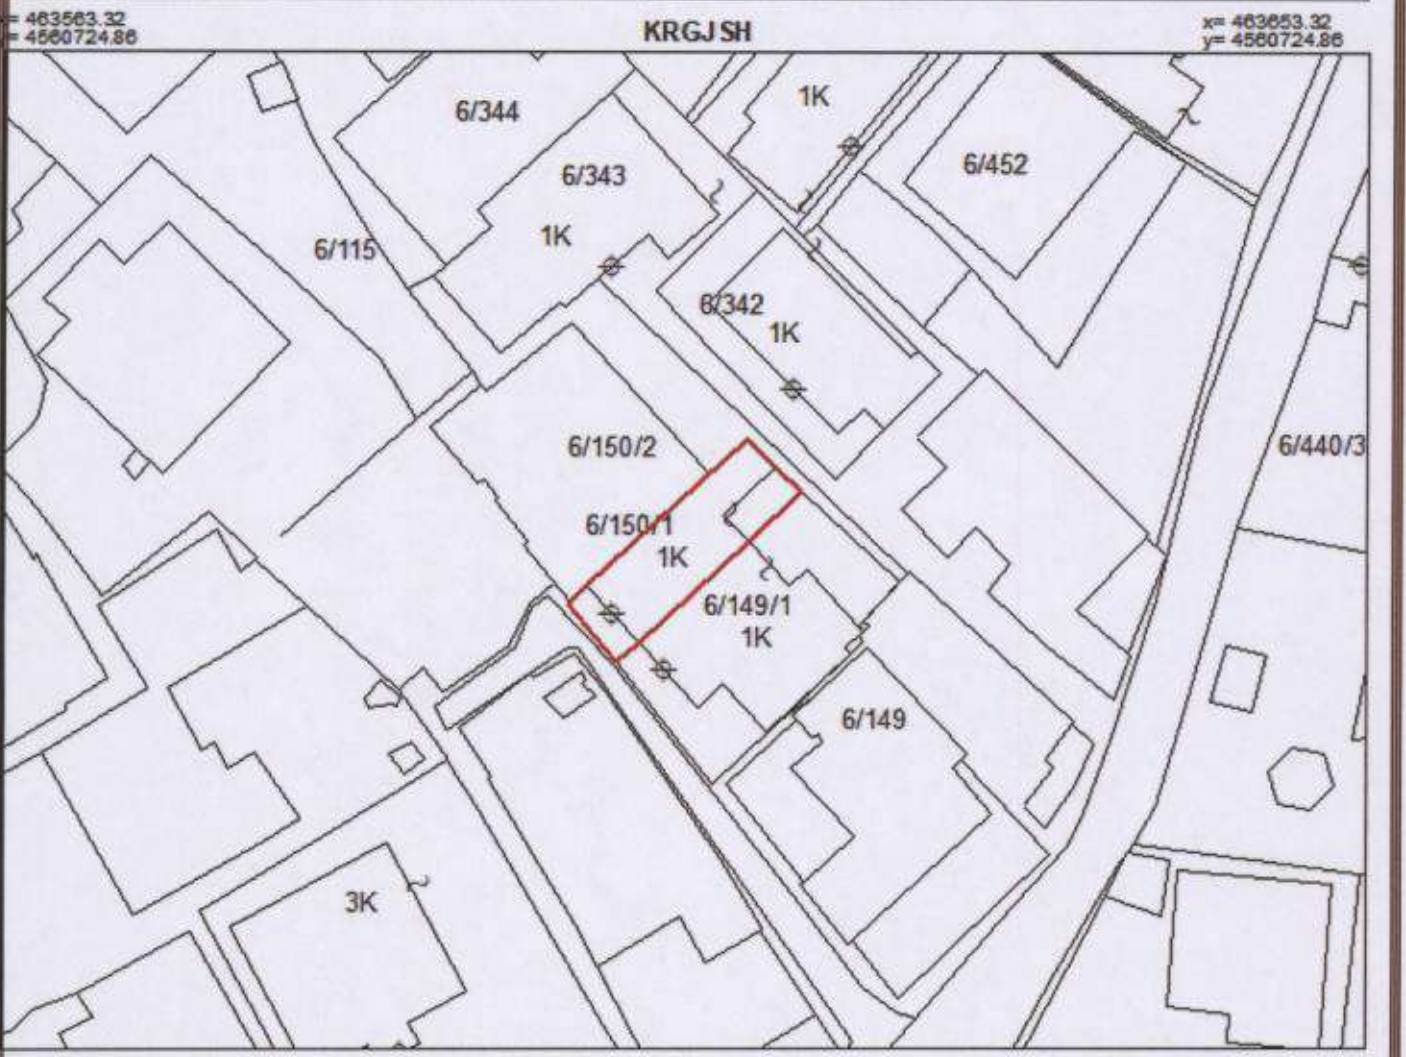 = 463563.32
= 4560724.86
KRGJSH
x= 463653.32
y= 4560724.86
1K
6/344
6/452
6/343
1K
6/115
6/342
1K
6/440/3
6/150/2
6/150/1
1K
6/149/1
1K
6/149
3K